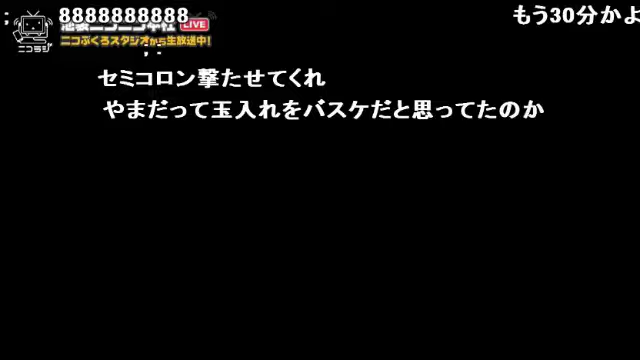 ;
8888888888
もう30分かよ
LIVE
ニコラジ
ニコぶくろスタジオから生放送中!
;
セミコロン撃たせてくれ
やまだって玉入れをバスケだと思ってたのか